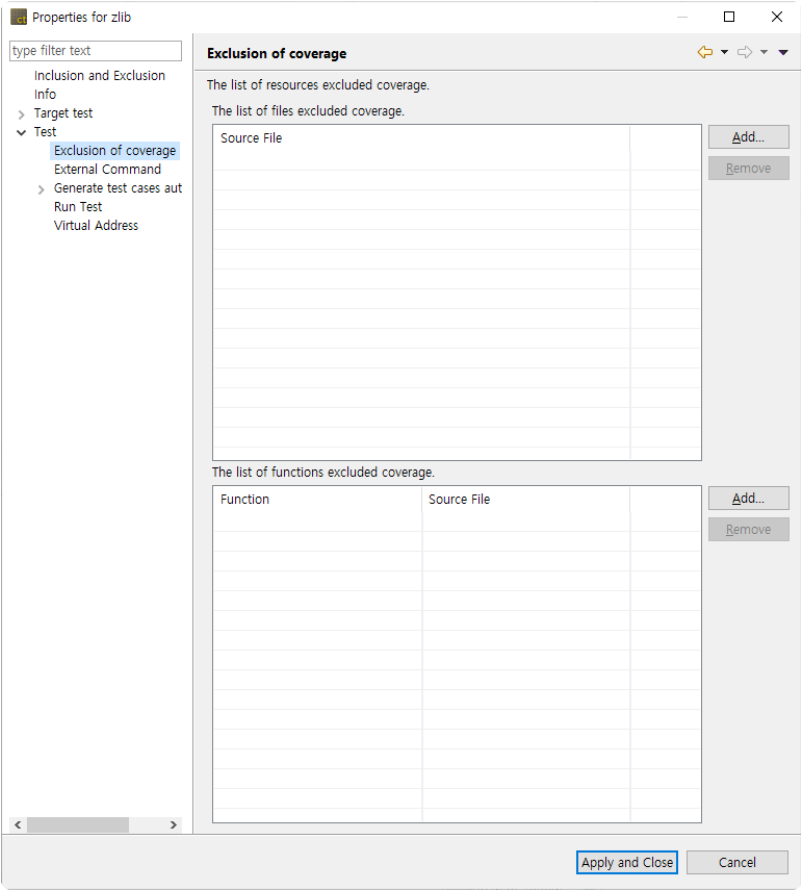 ct
Properties for zlib
type filter text
Inclusion and Exclusion
Info
Target test
Test
Exclusion of coverage
External Command
Generate test cases aut
Run Test
Virtual Address
Exclusion of coverage
The list of resources excluded coverage.
The list of files excluded coverage.
Source File
Add...
Remove
The list of functions excluded coverage.
Function Source File
Add...
Remove
Apply and Close Cancel